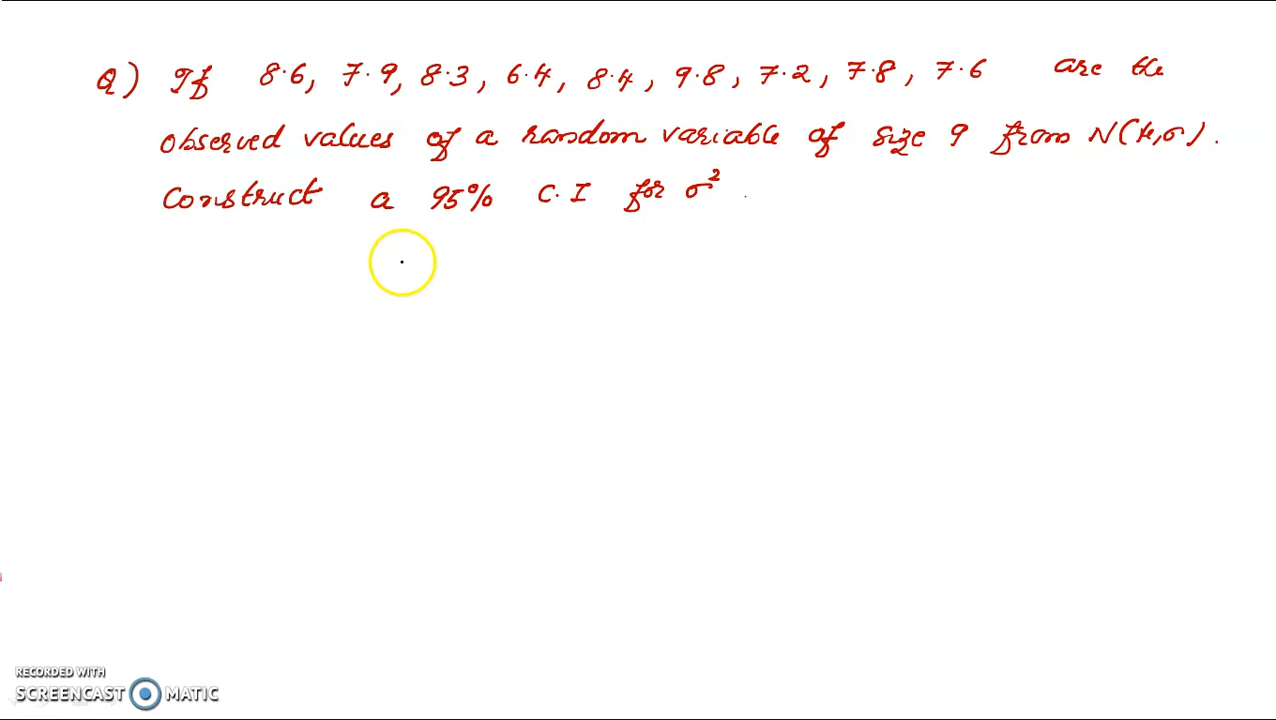 Q) If 8.6, 7.9, 8.3, 6.4, 8.4, 9.8, 7.2, 7.8, 7.6 are the
observed values of a random variable of size 9 from N(μ,σ).
Construct a 95% C.I for σ²
RECORDED WITH
SCREENCAST MATIC